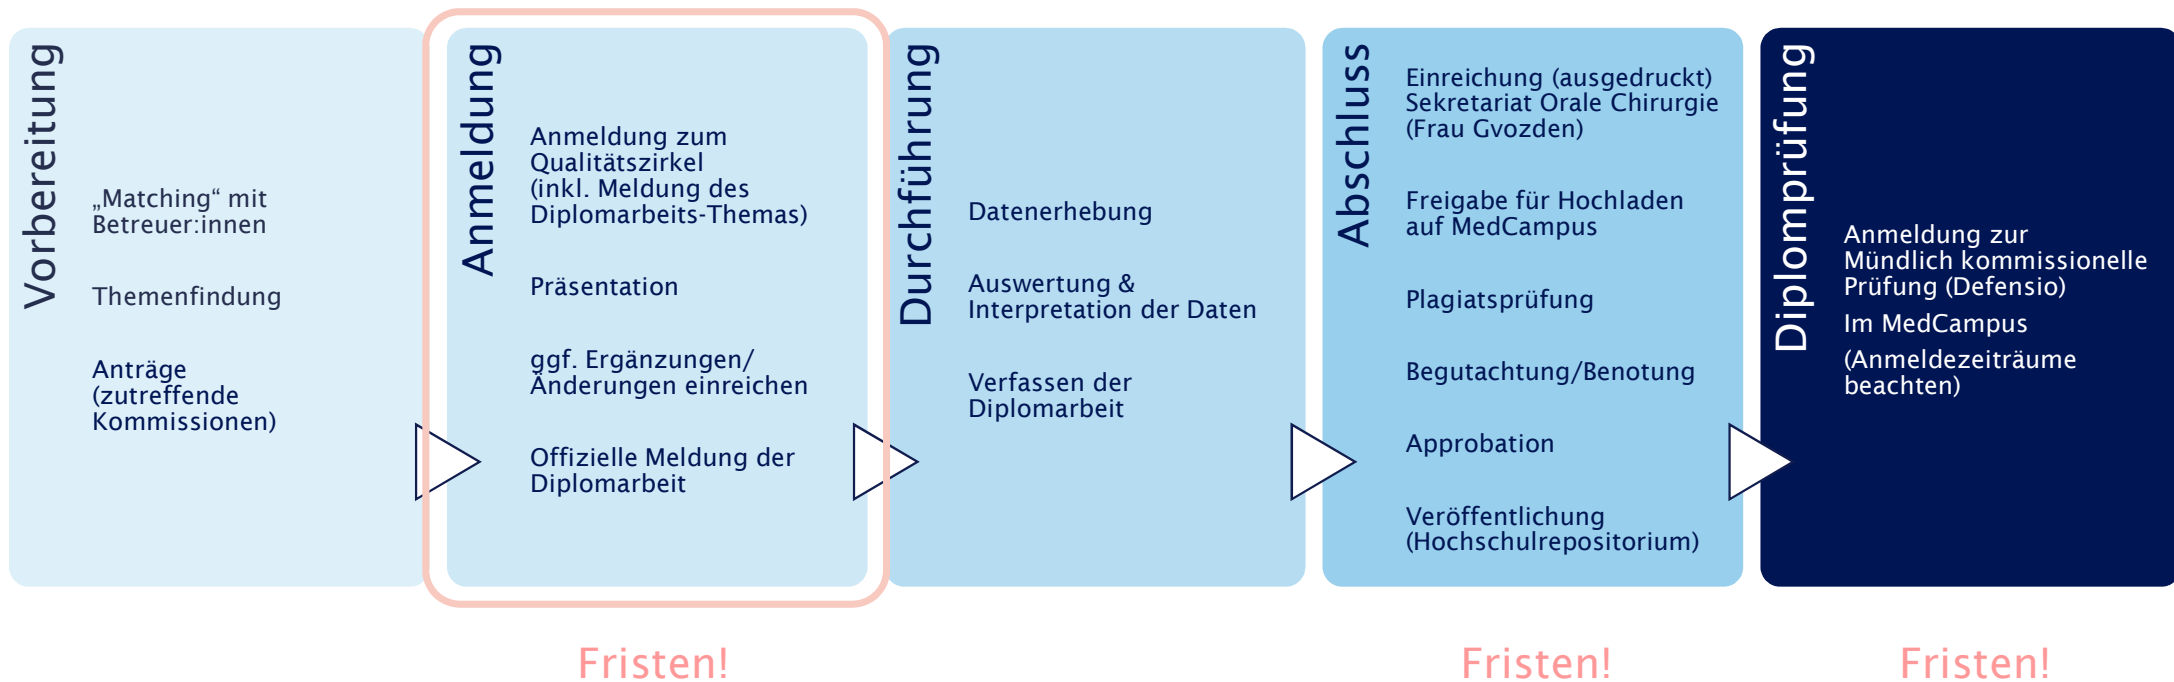 Vorbereitung
„Matching“ mit
Betreuer:innen
Themenfindung
Anträge
(zutreffende
Kommissionen)
Anmeldung
Anmeldung zum
Qualitätszirkel
(inkl. Meldung des
Diplomarbeits-Themas)
Präsentation
ggf. Ergänzungen/
Änderungen einreichen
Offizielle Meldung der
Diplomarbeit
Durchführung
Datenerhebung
Auswertung &
Interpretation der Daten
Verfassen der
Diplomarbeit
Abschluss
Einreichung (ausgedruckt)
Sekretariat Orale Chirurgie
(Frau Gvozden)
Freigabe für Hochladen
auf MedCampus
Plagiatsprüfung
Begutachtung/Benotung
Approbation
Veröffentlichung
(Hochschulrepositorium)
Diplomprüfung
Anmeldung zur
Mündlich kommissionelle
Prüfung (Defensio)
Im MedCampus
(Anmeldezeiträume
beachten)
Fristen!
Fristen!
Fristen!